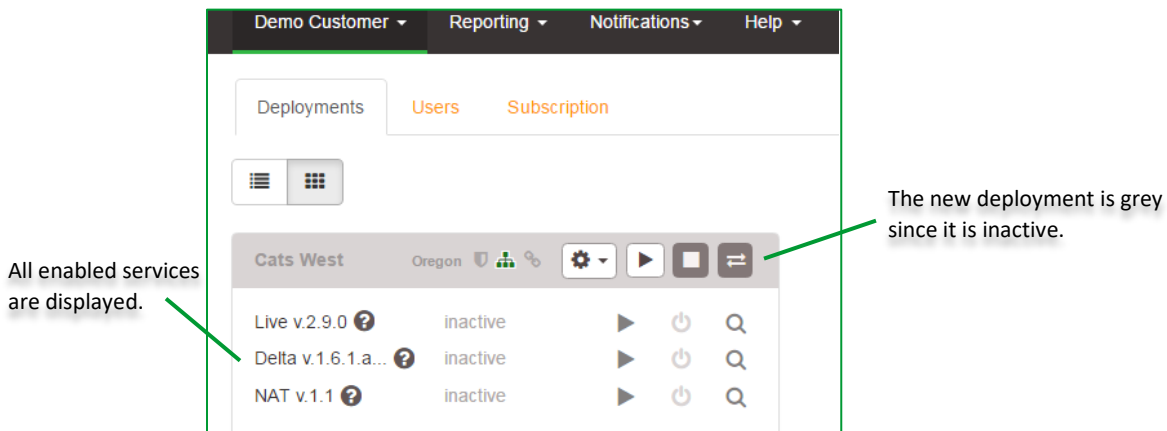 Demo Customer Reporting Notifications Help
Deployments Users Subscription
The new deployment is grey
since it is inactive.
Cats West Oregon
All enabled services
are displayed.
Live v.2.9.0 inactive
Delta v.1.6.1.a... inactive
NAT v.1.1 inactive